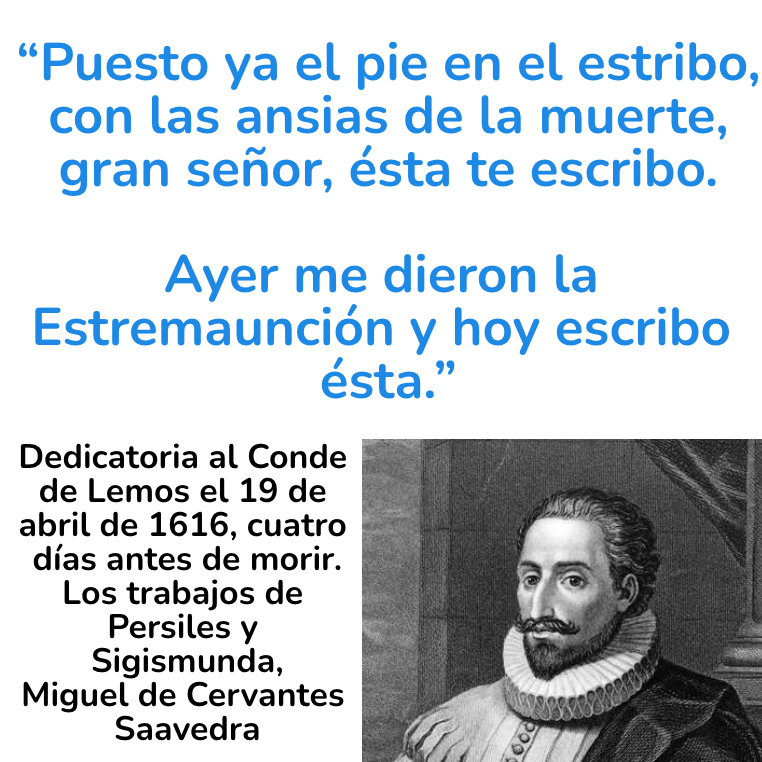 “Puesto ya el pie en el estribo,
con las ansias de la muerte,
gran señor, ésta te escribo.
Ayer me dieron la
Estremaunción y hoy escribo
ésta.”
Dedicatoria al Conde
de Lemos el 19 de
abril de 1616, cuatro
días antes de morir.
Los trabajos de
Persiles y
Sigismunda,
Miguel de Cervantes
Saavedra